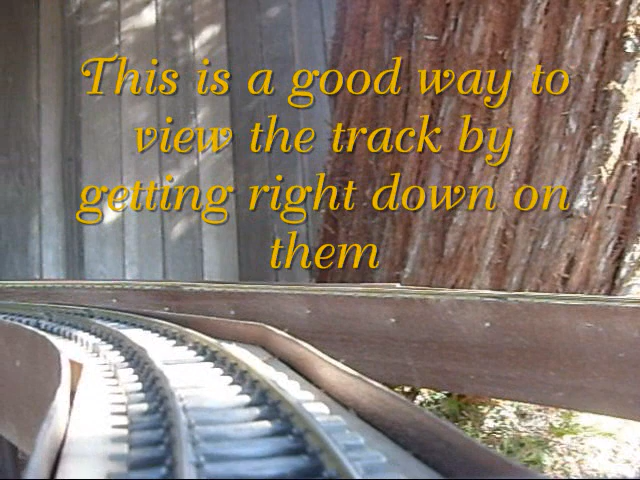 This is a good way to
view the track by
getting right down on
them